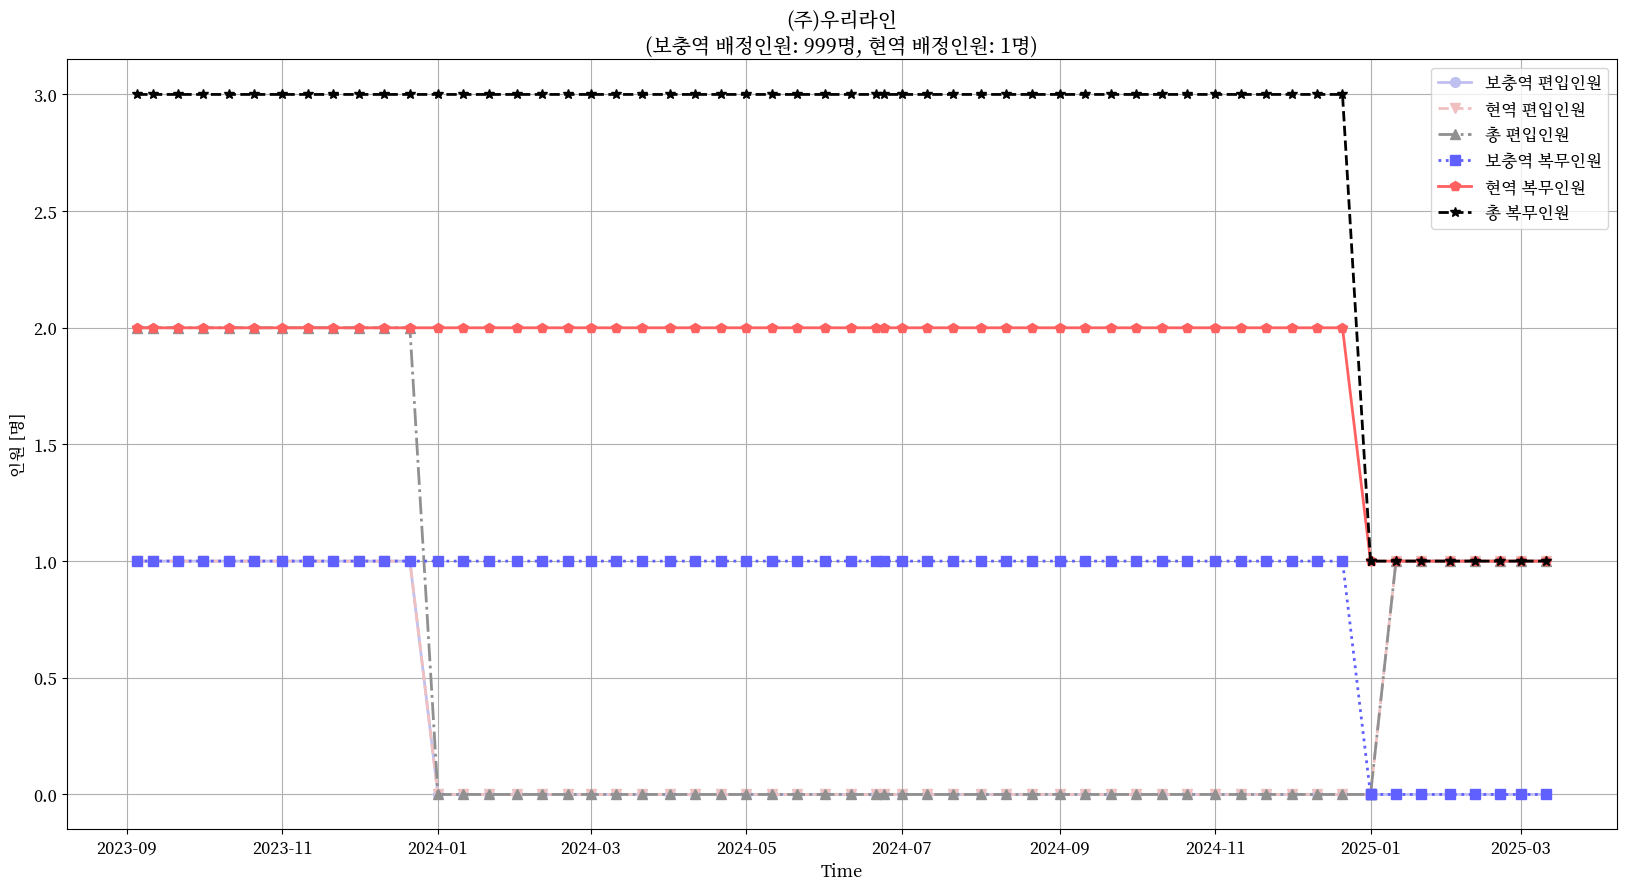 (주)우리라인
(보충역 배정인원: 999명, 현역 배정인원: 1명)
보충역 편입인원
현역 편입인원
총 편입인원
보충역 복무인원
현역 복무인원
총 복무인원
인원 [명]
3.0
2.5
2.0
1.5
1.0
0.5
0.0
2023-09 2023-11 2024-01 2024-03 2024-05 2024-07 2024-09 2024-11 2025-01 2025-03
Time